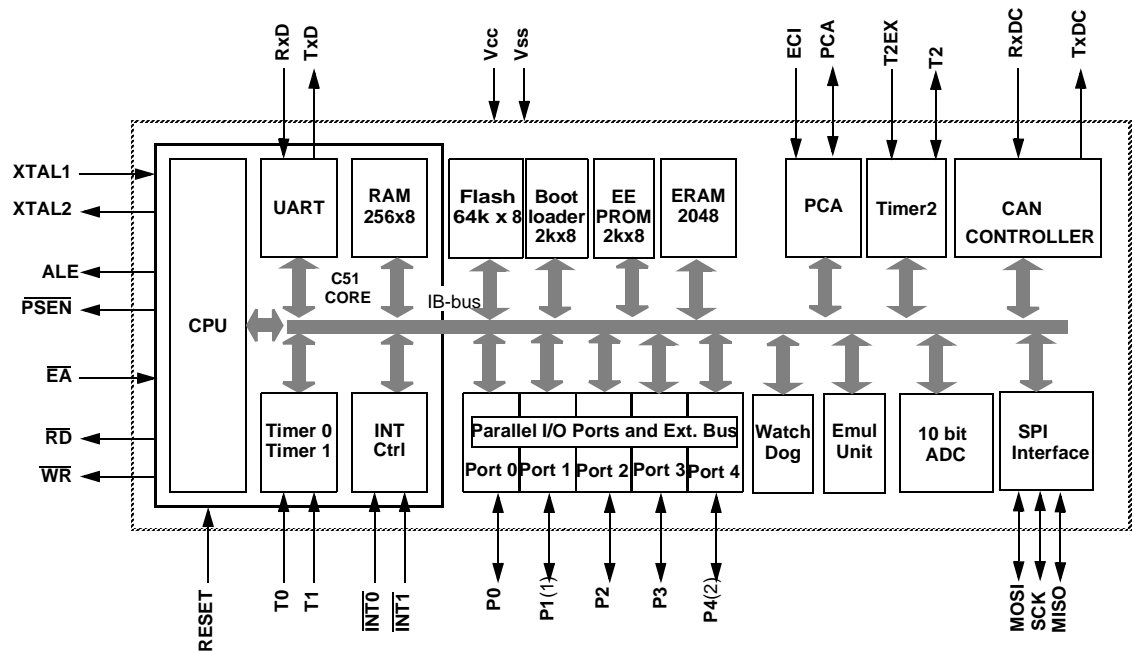 RxD
TxD
Vcc
Vss
ECI
PCA
T2EX
T2
RxDC
TxDC
XTAL1
XTAL2
ALE
PSEN
EA
RD
WR
CPU
UART
RAM
256x8
C51
CORE
IB-bus
Flash
64k x 8
Boot
loader
2kx8
EE
PROM
2kx8
ERAM
2048
PCA
Timer2
CAN
CONTROLLER
Timer 0
Timer 1
INT
Ctrl
Parallel I/O Ports and Ext. Bus
Port 0
Port 1
Port 2
Port 3
Port 4
Watch
Dog
Emul
Unit
10 bit
ADC
SPI
Interface
RESET
T0
T1
INT0
INT1
P0
P1(1)
P2
P3
P4(2)
MOSI
SCK
MISO